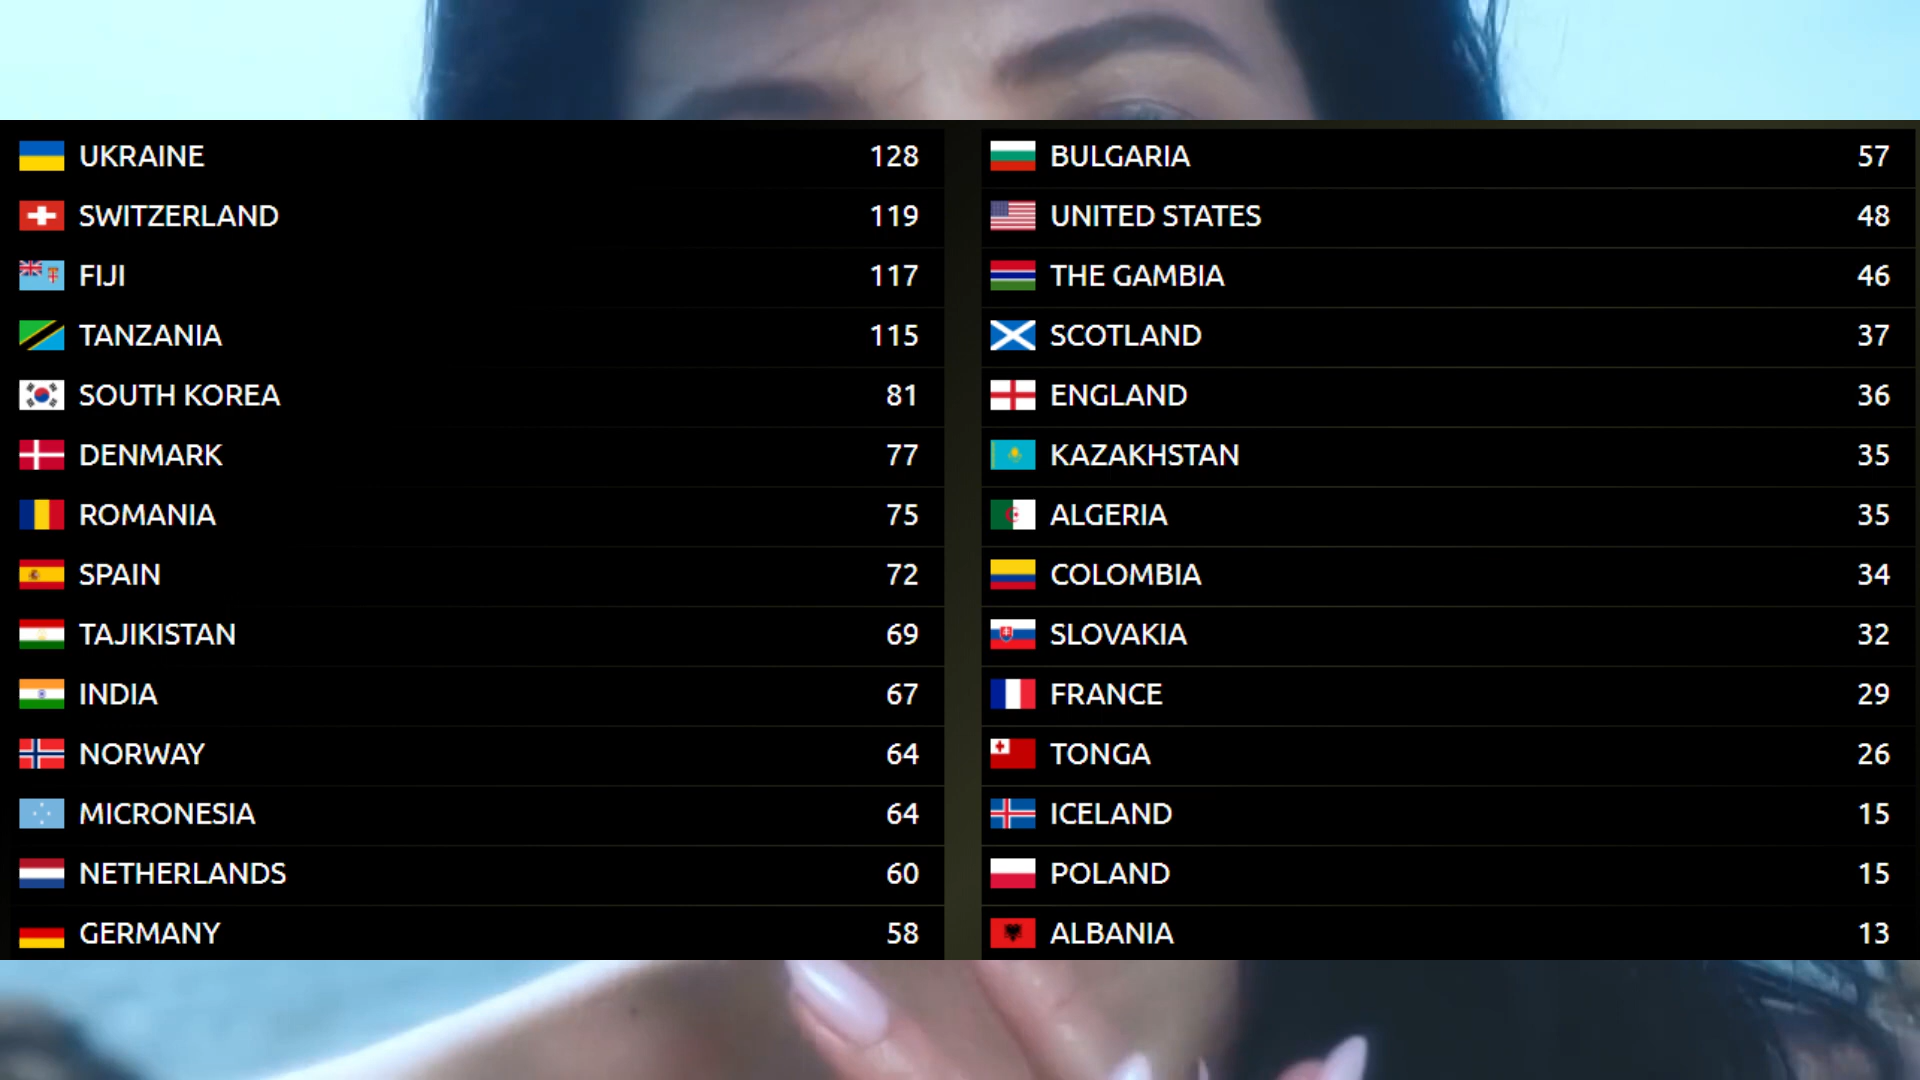 UKRAINE 128
SWITZERLAND 119
FIJI 117
TANZANIA 115
SOUTH KOREA 81
DENMARK 77
ROMANIA 75
SPAIN 72
TAJIKISTAN 69
INDIA 67
NORWAY 64
MICRONESIA 64
NETHERLANDS 60
GERMANY 58
BULGARIA 57
UNITED STATES 48
THE GAMBIA 46
SCOTLAND 37
ENGLAND 36
KAZAKHSTAN 35
ALGERIA 35
COLOMBIA 34
SLOVAKIA 32
FRANCE 29
TONGA 26
ICELAND 15
POLAND 15
ALBANIA 13